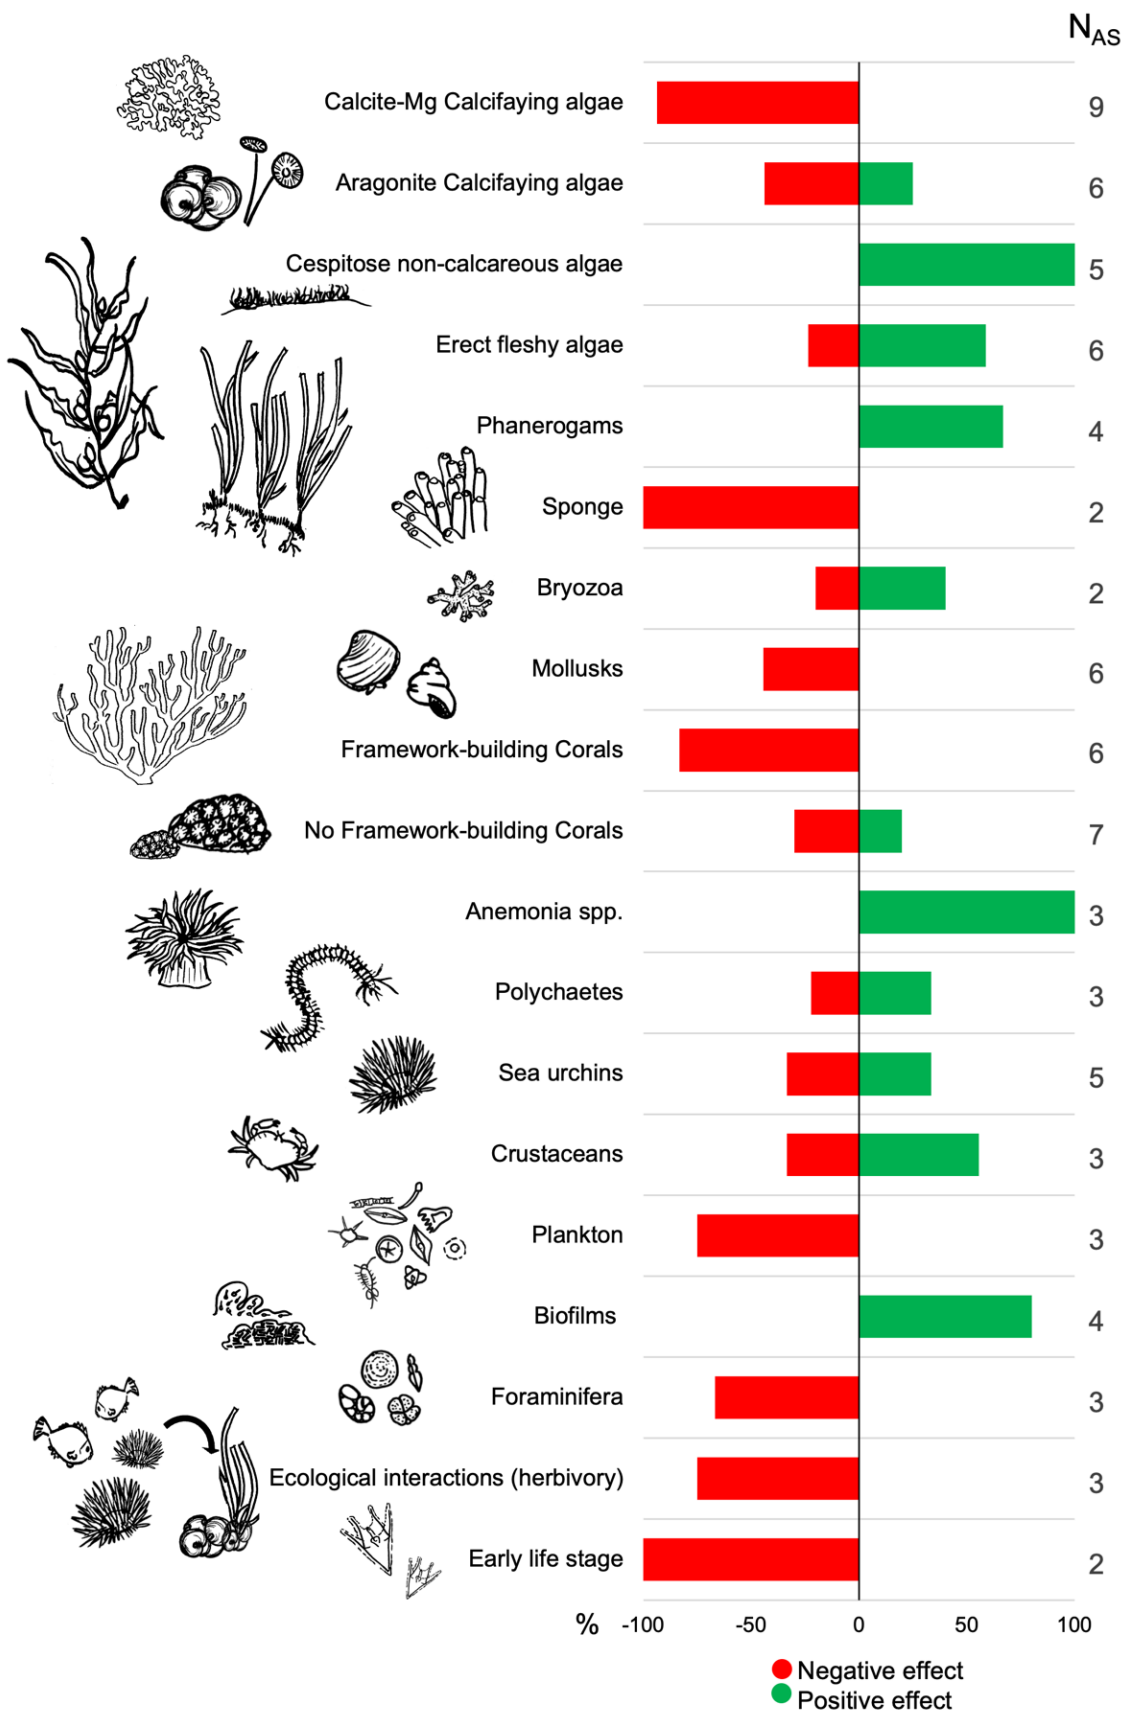 N_AS
Calcite-Mg Calcifaying algae 9
Aragonite Calcifaying algae 6
Cespitose non-calcareous algae 5
Erect fleshy algae 6
Phanerogams 4
Sponge 2
Bryozoa 2
Mollusks 6
Framework-building Corals 6
No Framework-building Corals 7
Anemonia spp. 3
Polychaetes 3
Sea urchins 5
Crustaceans 3
Plankton 3
Biofilms 4
Foraminifera 3
Ecological interactions (herbivory) 3
Early life stage 2
% -100 -50 0 50 100
Negative effect
Positive effect